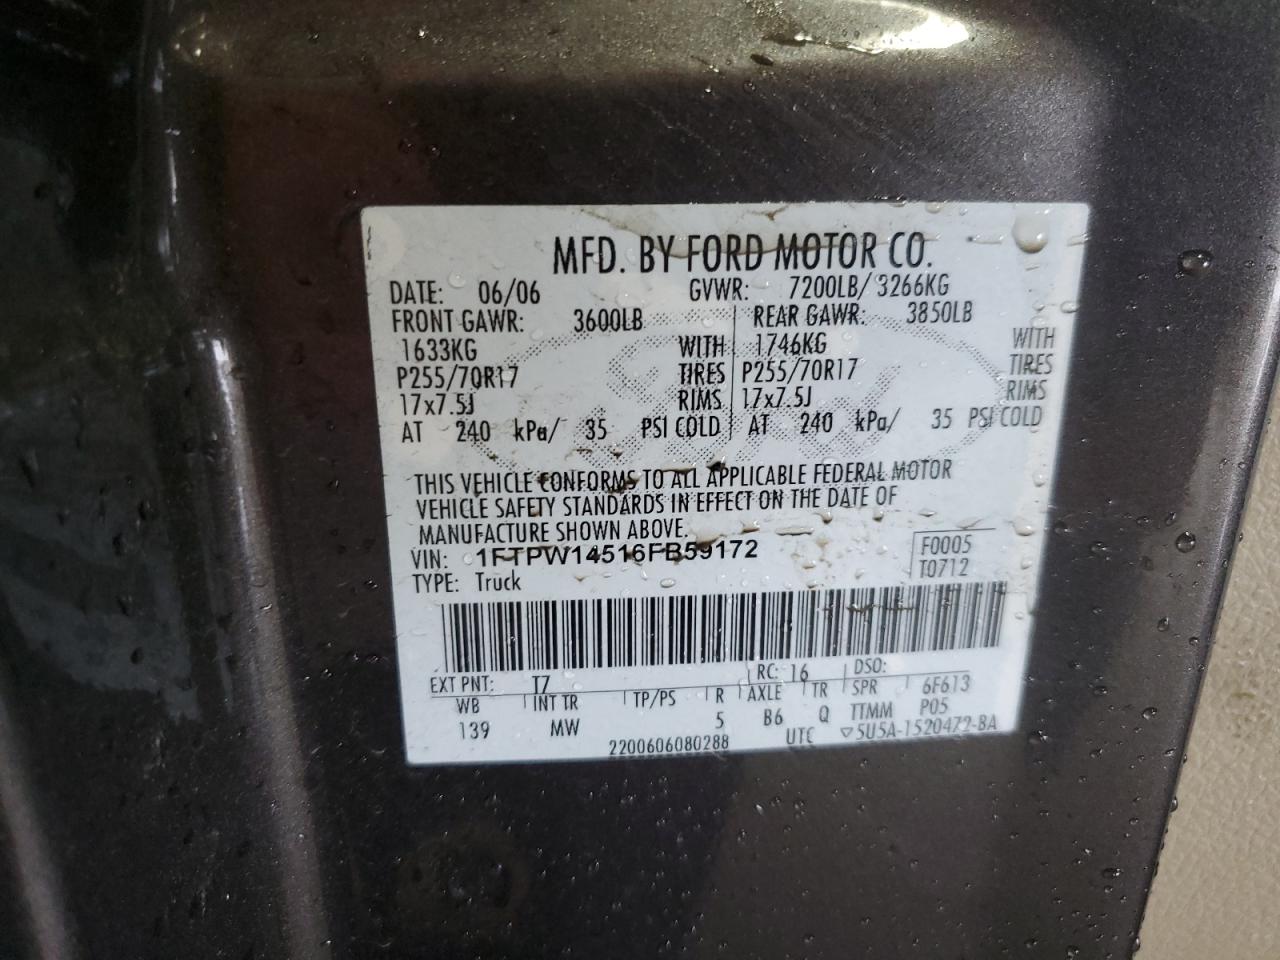 MFD. BY FORD MOTOR CO.
DATE: 06/06 GVWR: 7200LB/ 3266KG
FRONT GAWR: 3600LB REAR GAWR: 3850LB
1633KG WITH 1746KG WITH
P255/70R17 TIRES P255/70R17 TIRES
17x7.5J RIMS 17x7.5J RIMS
AT 240 kPa/ 35 PSI COLD AT 240 kPa/ 35 PSI COLD
THIS VEHICLE CONFORMS TO ALL APPLICABLE FEDERAL MOTOR
VEHICLE SAFETY STANDARDS IN EFFECT ON THE DATE OF
MANUFACTURE SHOWN ABOVE.
VIN: 1FTPW14516FB59172 F0005
TYPE: Truck T0712
EXT PNT: T7 RC: 16 DSO:
WB INT TR TP/PS R AXLE TR SPR 6F613
139 MW 5 B6 Q TTMM P05
2200606080288 UTC ▽5U5A-1520472-BA